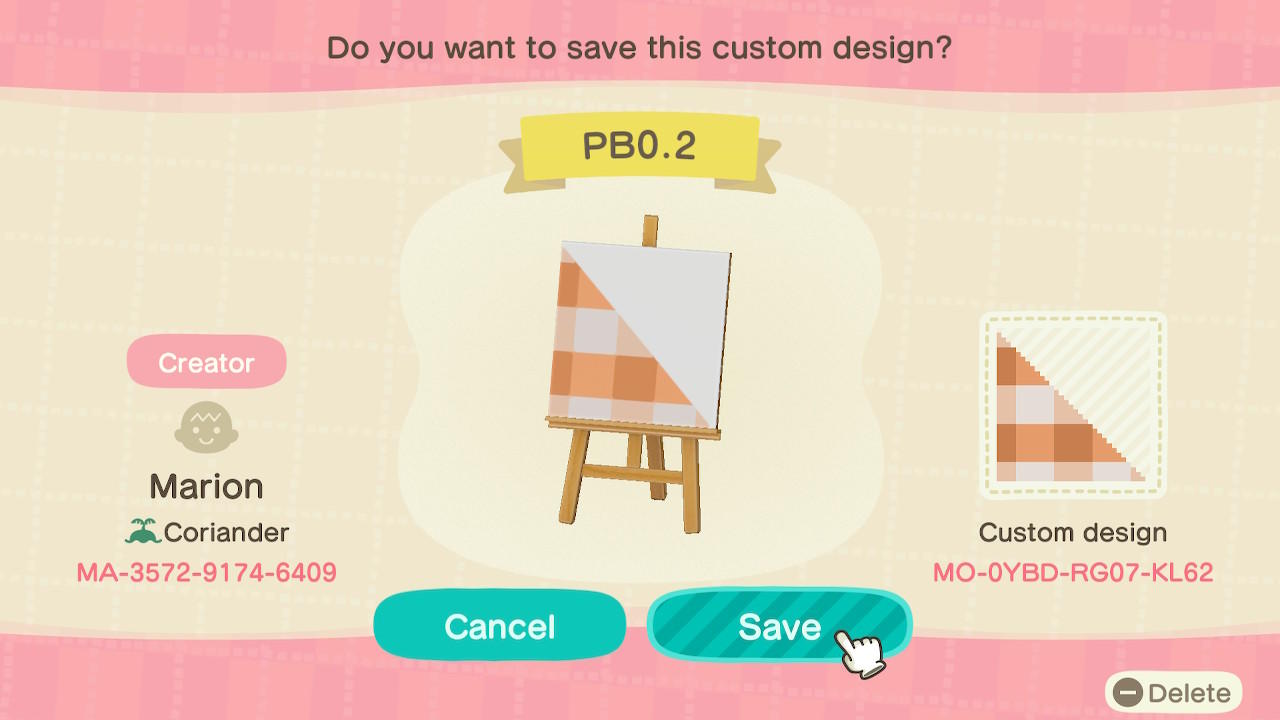 Do you want to save this custom design?
PB0.2
Creator
Marion
Coriander
MA-3572-9174-6409
Custom design
MO-0YBD-RG07-KL62
Cancel
Save
Delete